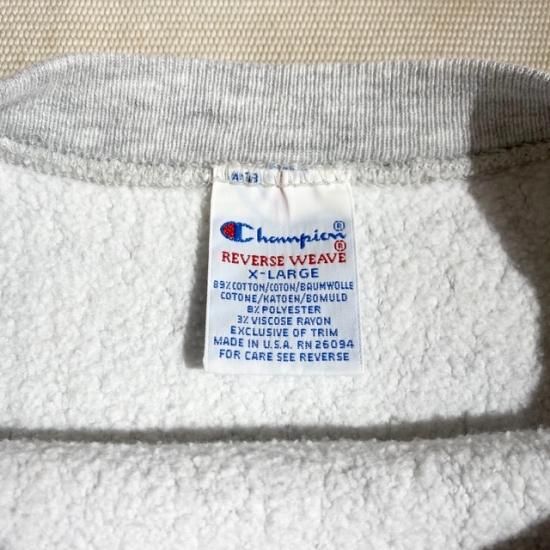 Champion®
REVERSE WEAVE®
X-LARGE
89% COTTON/COTON/BAUMWOLLE
COTONE/KATOEN/BOMULD
8% POLYESTER
3% VISCOSE RAYON
EXCLUSIVE OF TRIM
MADE IN U.S.A. RN 26094
FOR CARE SEE REVERSE